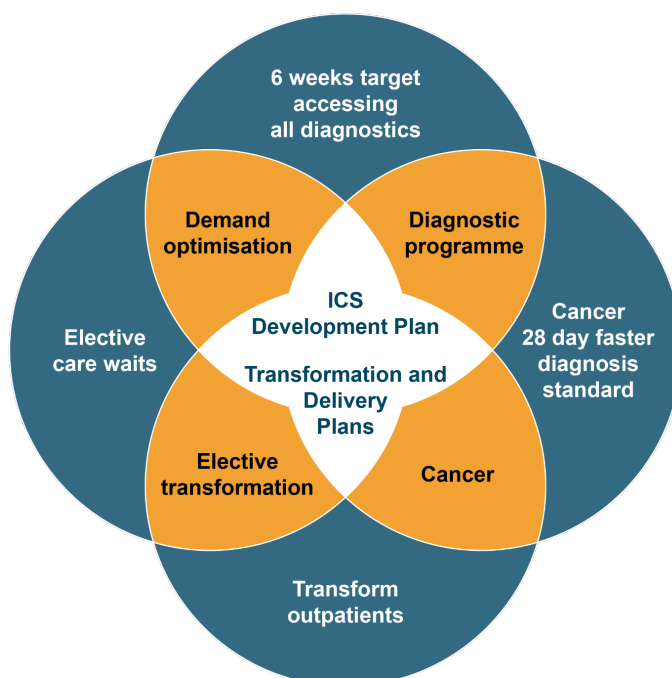 6 weeks target
accessing
all diagnostics
Demand
optimisation
Diagnostic
programme
ICS
Development Plan
Elective
care waits
Cancer
28 day faster
diagnosis
standard
Transformation and
Delivery
Plans
Elective
transformation
Cancer
Transform
outpatients